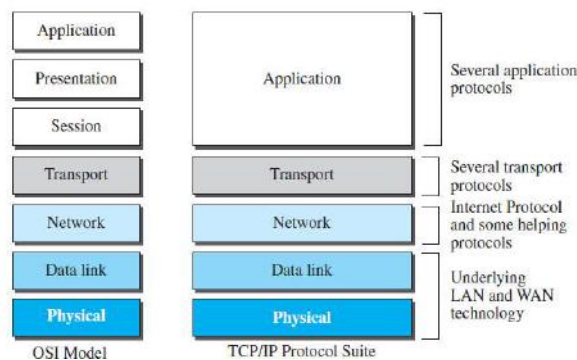 Application
Presentation
Session
Transport
Network
Data link
Physical
OSI Model
Application
Transport
Network
Data link
Physical
TCP/IP Protocol Suite
Several application
protocols
Several transport
protocols
Internet Protocol
and some helping
protocols
Underlying
LAN and WAN
technology